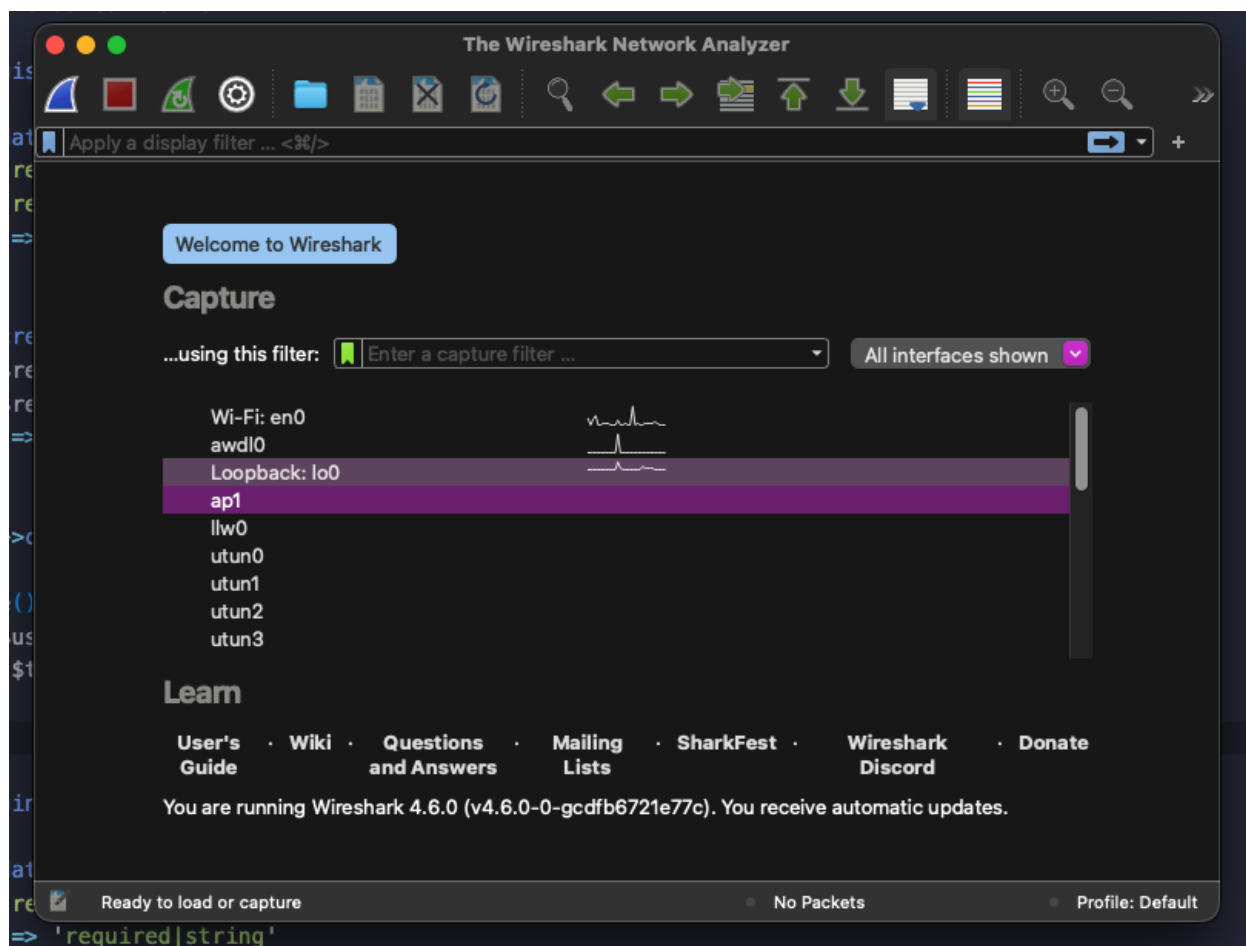 The Wireshark Network Analyzer
Apply a display filter ... <⌘/>
+
Welcome to Wireshark
Capture
...using this filter: Enter a capture filter ... All interfaces shown
Wi-Fi: en0
awdl0
Loopback: lo0
ap1
llw0
utun0
utun1
utun2
utun3
Learn
User's Guide · Wiki · Questions and Answers · Mailing Lists · SharkFest · Wireshark Discord · Donate
You are running Wireshark 4.6.0 (v4.6.0-0-gcdfb6721e77c). You receive automatic updates.
Ready to load or capture No Packets Profile: Default
=> 'required|string'